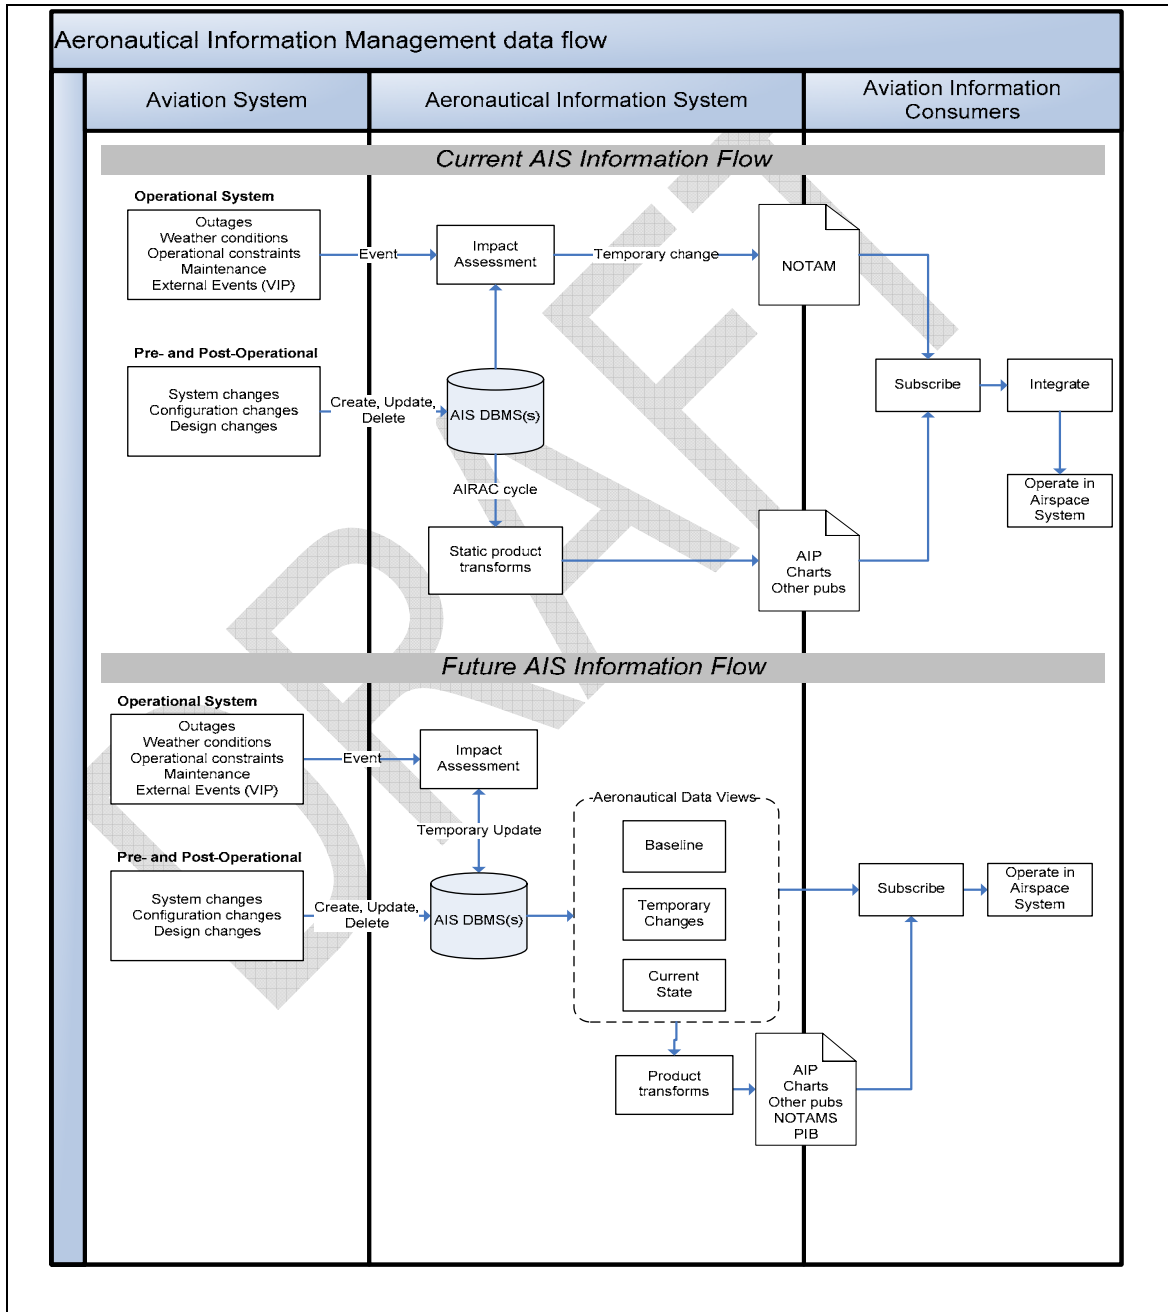 Aeronautical Information Management data flow
Aviation System
Aeronautical Information System
Aviation Information
Consumers
Current AIS Information Flow
Operational System
Outages
Weather conditions
Operational constraints
Maintenance
External Events (VIP)
Event
Impact
Assessment
Temporary change
NOTAM
Pre- and Post-Operational
System changes
Configuration changes
Design changes
Create, Update,
Delete
AIS DBMS(s)
Subscribe
Integrate
AIRAC cycle
Operate in
Airspace
System
Static product
transforms
AIP
Charts
Other pubs
Future AIS Information Flow
Operational System
Outages
Weather conditions
Operational constraints
Maintenance
External Events (VIP)
Event
Impact
Assessment
Temporary Update
Aeronautical Data Views
Baseline
Temporary
Changes
Current
State
Pre- and Post-Operational
System changes
Configuration changes
Design changes
Create, Update,
Delete
AIS DBMS(s)
Subscribe
Operate in
Airspace
System
Product
transforms
AIP
Charts
Other pubs
NOTAMS
PIB
DRAFT